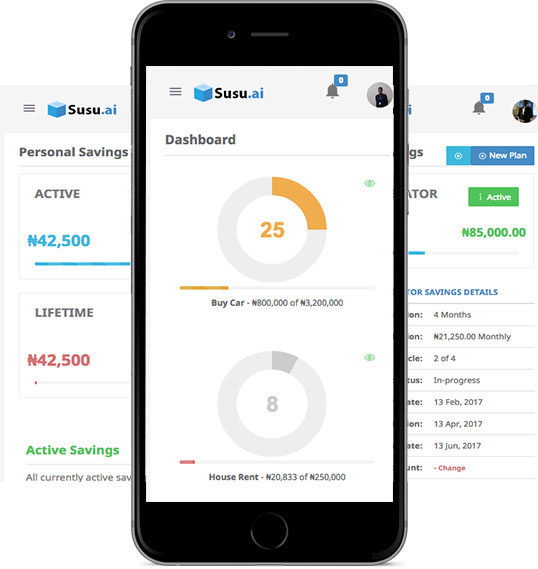 Susu.ai
0
Personal Savings
ACTIVE
₦42,500
LIFETIME
₦42,500
Active Savings
All currently active sav
Susu.ai
0
Dashboard
25
Buy Car - ₦800,000 of ₦3,200,000
8
House Rent - ₦20,833 of ₦250,000
i
0
gs
New Plan
ATOR
Active
₦85,000.00
TOR SAVINGS DETAILS
ion: 4 Months
ion: ₦21,250.00 Monthly
cle: 2 of 4
tus: In-progress
ate: 13 Feb, 2017
ion: 13 Apr, 2017
ate: 13 Jun, 2017
unt: - Change